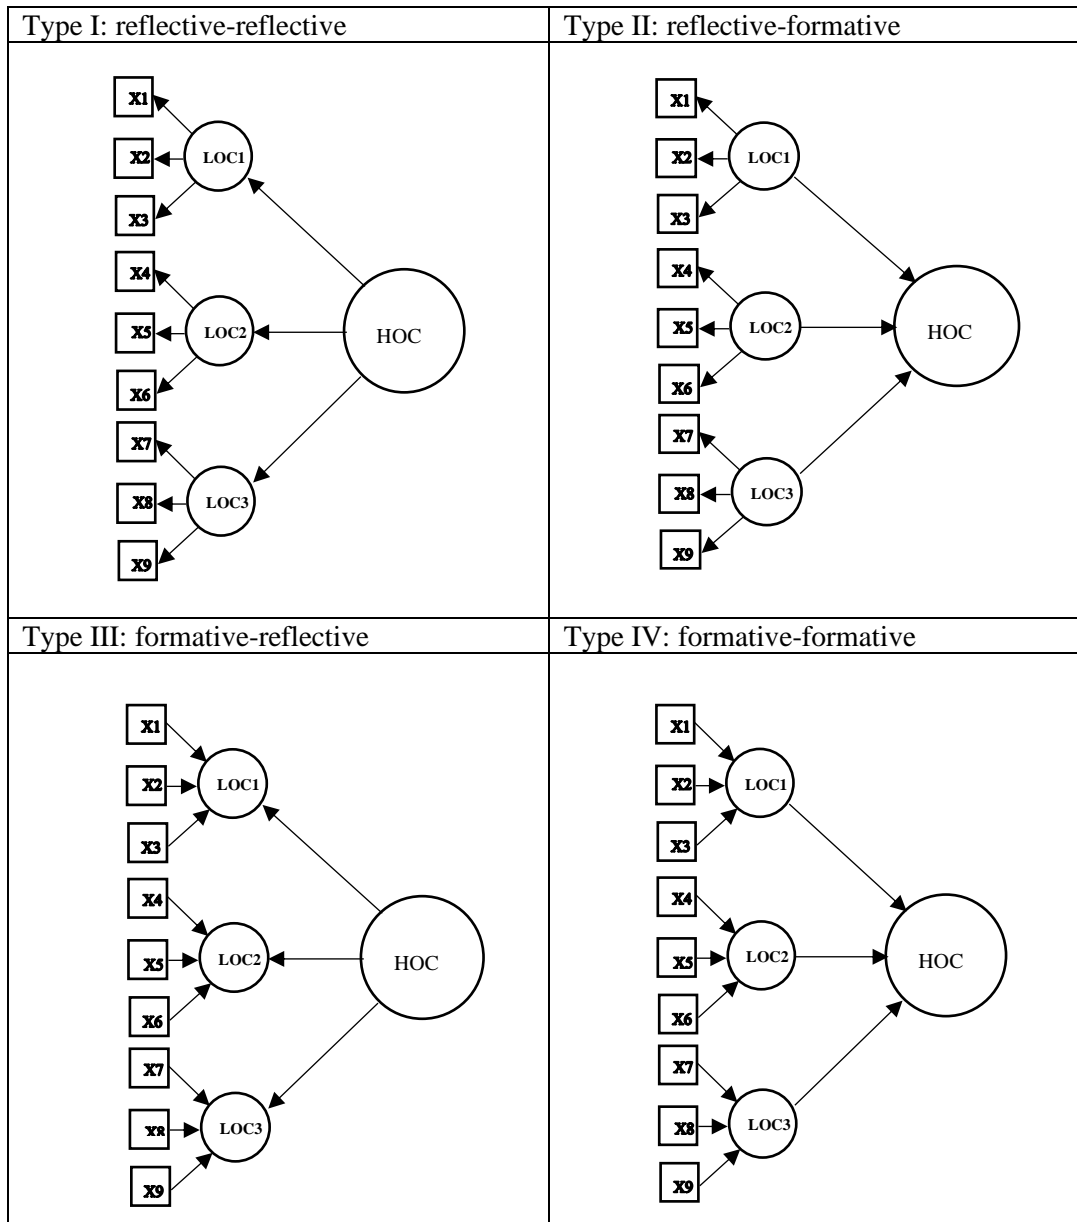 Type I: reflective-reflective
X1
X2
X3
X4
X5
X6
X7
X8
X9
LOC1
LOC2
LOC3
HOC
Type II: reflective-formative
X1
X2
X3
X4
X5
X6
X7
X8
X9
LOC1
LOC2
LOC3
HOC
Type III: formative-reflective
X1
X2
X3
X4
X5
X6
X7
X8
X9
LOC1
LOC2
LOC3
HOC
Type IV: formative-formative
X1
X2
X3
X4
X5
X6
X7
X8
X9
LOC1
LOC2
LOC3
HOC